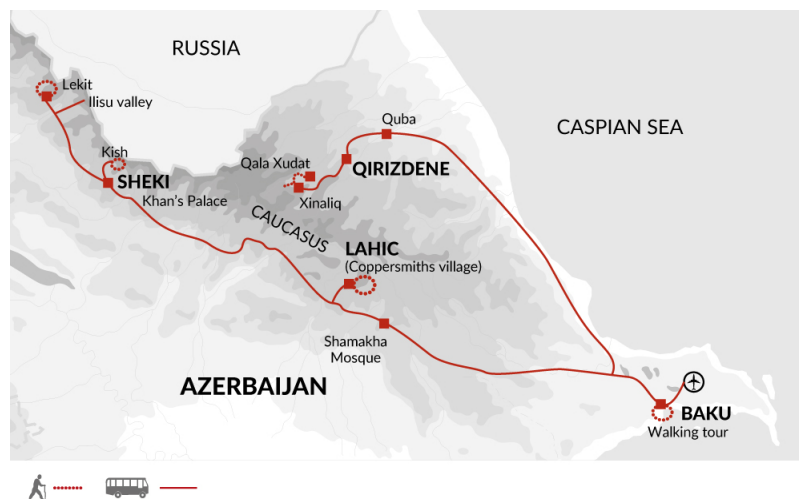 RUSSIA
Lekit
Ilisu valley
Quba
CASPIAN SEA
Kish
Qala Xudat
QIRIZDENE
SHEKI
Khan's Palace
Xinaliq
CAUCASUS
LAHIC
(Coppersmiths village)
Shamakha
Mosque
AZERBAIJAN
BAKU
Walking tour